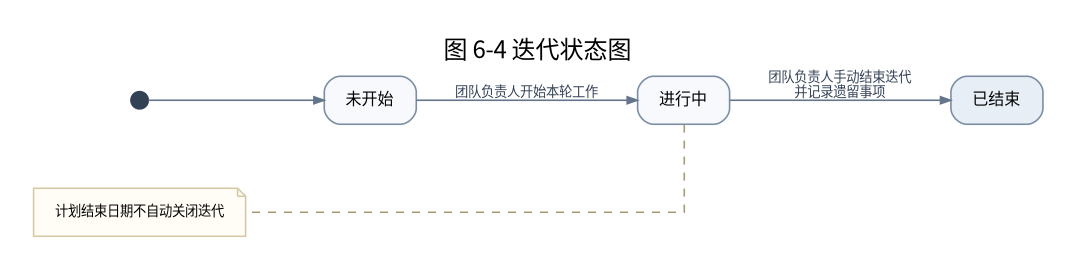 图 6-4 迭代状态图
未开始
团队负责人开始本轮工作
进行中
团队负责人手动结束迭代
并记录遗留事项
已结束
计划结束日期不自动关闭迭代